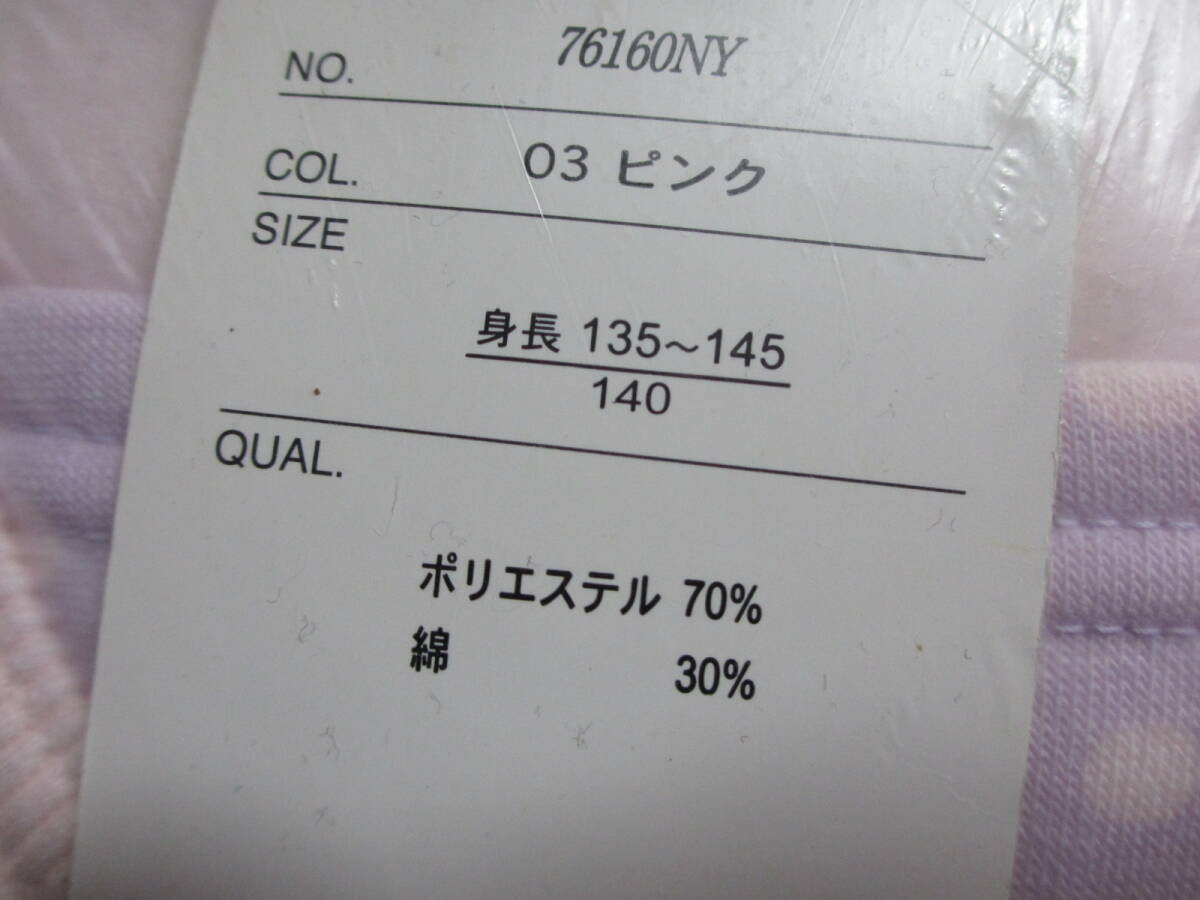 NO. 76160NY
COL. 03 ピンク
SIZE
身長 135~145
140
QUAL.
ポリエステル 70%
綿 30%